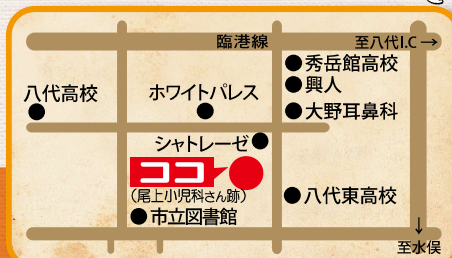 臨港線
至八代I.C→
秀岳館高校
興人
大野耳鼻科
八代高校
ホワイトパレス
シャトレーゼ
ココ
(尾上小児科さん跡)
市立図書館
八代東高校
↓
至水俣